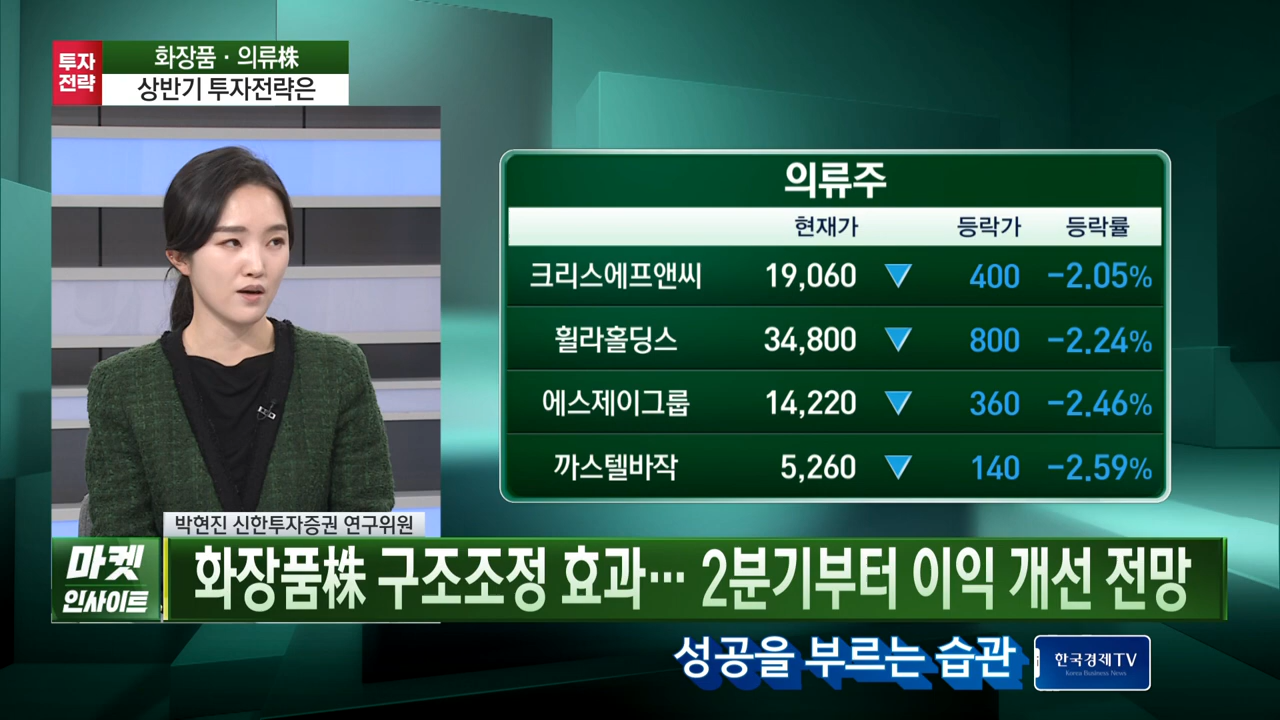 투자
전략
화장품 · 의류株
상반기 투자전략은
의류주
현재가 등락가 등락률
크리스에프앤씨 19,060 ▼ 400 -2.05%
휠라홀딩스 34,800 ▼ 800 -2.24%
에스제이그룹 14,220 ▼ 360 -2.46%
까스텔바작 5,260 ▼ 140 -2.59%
박현진 신한투자증권 연구위원
마켓
인사이트
화장품株 구조조정 효과… 2분기부터 이익 개선 전망
성공을 부르는 습관
한국경제TV
Korea Business News